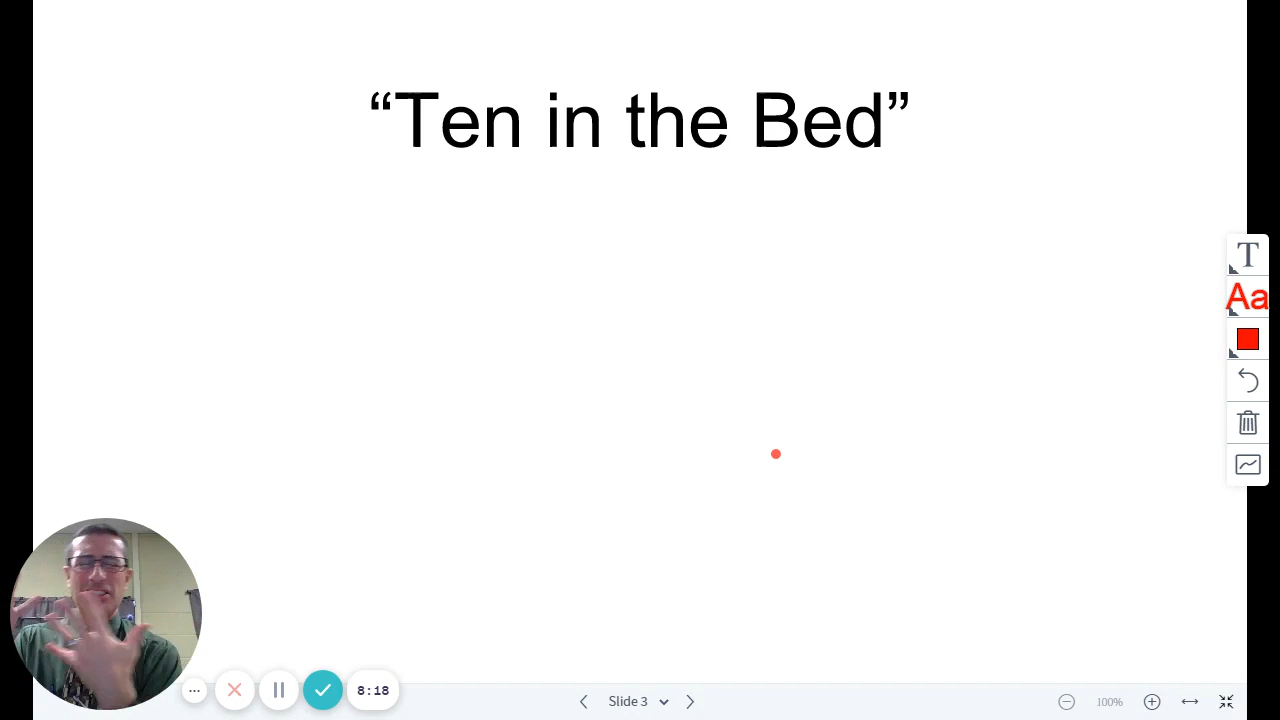 “Ten in the Bed”
T
Aa
8:18
Slide 3
100%